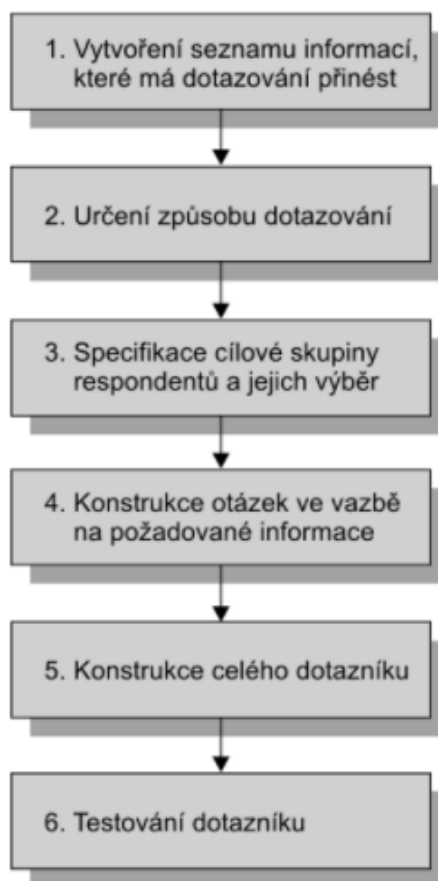 1. Vytvoření seznamu informací,
které má dotazování přinést
2. Určení způsobu dotazování
3. Specifikace cílové skupiny
respondentů a jejich výběr
4. Konstrukce otázek ve vazbě
na požadované informace
5. Konstrukce celého dotazníku
6. Testování dotazníku